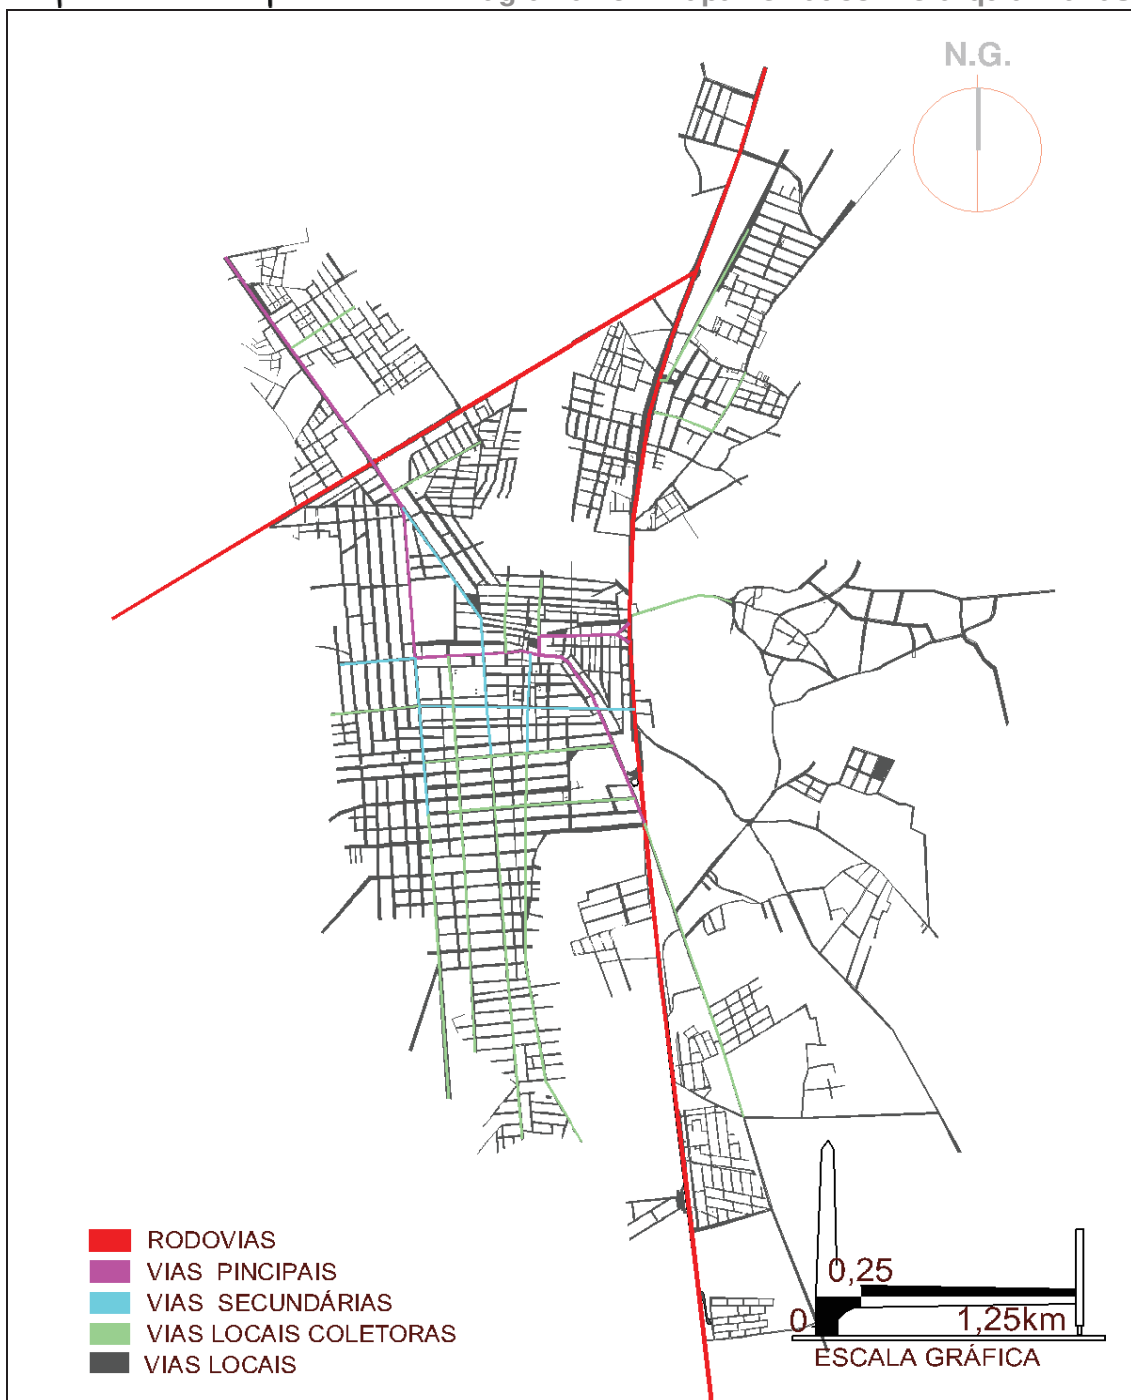 N.G.
RODOVIAS
VIAS PINCIPAIS
VIAS SECUNDÁRIAS
VIAS LOCAIS COLETORAS
VIAS LOCAIS
0,25
0
1,25km
ESCALA GRÁFICA